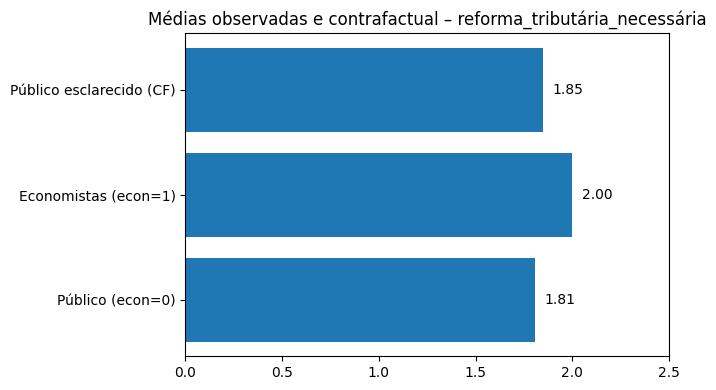 Médias observadas e contrafactual – reforma_tributária_necessária
Público esclarecido (CF)
1.85
Economistas (econ=1)
2.00
Público (econ=0)
1.81
0.0 0.5 1.0 1.5 2.0 2.5